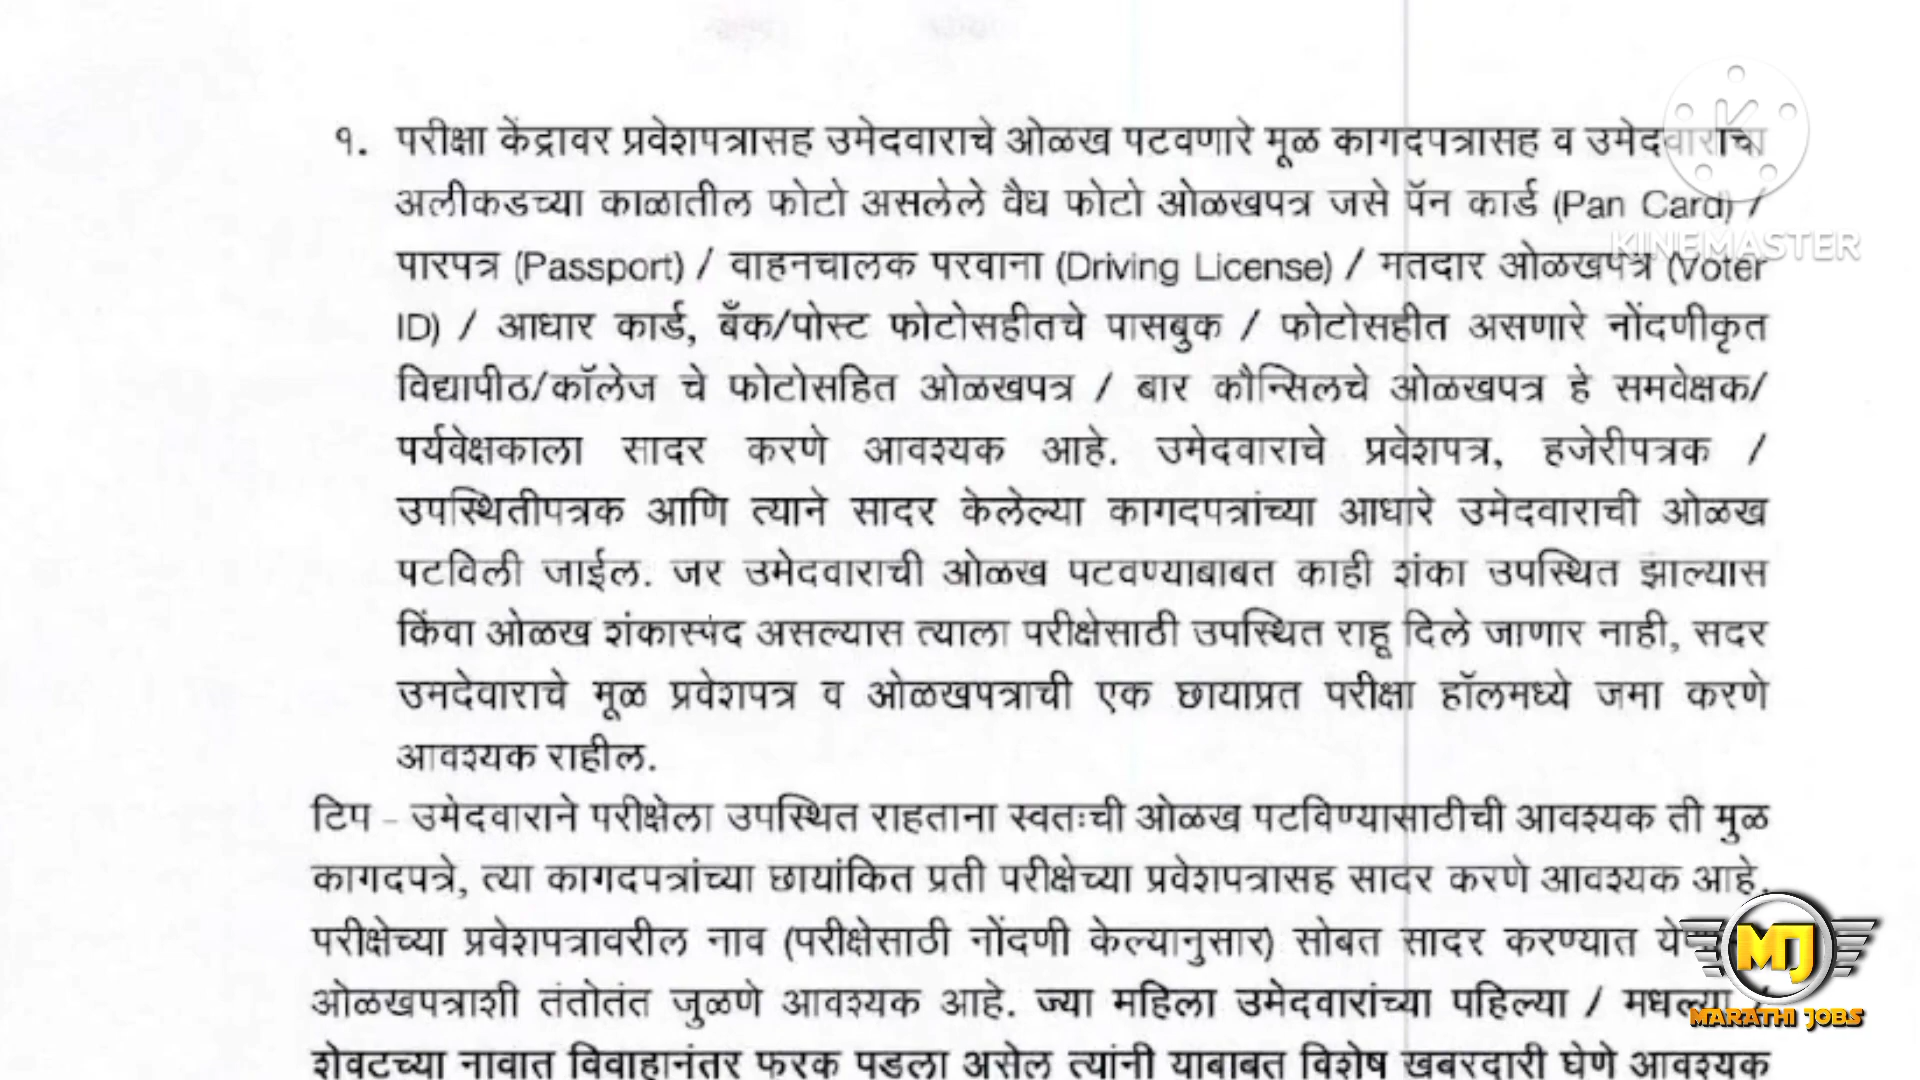 १. परीक्षा केंद्रावर प्रवेशपत्रासह उमेदवाराचे ओळख पटवणारे मूळ कागदपत्रासह व उमेदवाराचा
अलीकडच्या काळातील फोटो असलेले वैध फोटो ओळखपत्र जसे पॅन कार्ड (Pan Card) /
पारपत्र (Passport) / वाहनचालक परवाना (Driving License) / मतदार ओळखपत्र (Voter
KINEMASTER
ID) / आधार कार्ड, बँक/पोस्ट फोटोसहीतचे पासबुक / फोटोसहीत असणारे नोंदणीकृत
विद्यापीठ/कॉलेज चे फोटोसहित ओळखपत्र / बार कौन्सिलचे ओळखपत्र हे समवेक्षक/
पर्यवेक्षकाला सादर करणे आवश्यक आहे. उमेदवाराचे प्रवेशपत्र, हजेरीपत्रक /
उपस्थितीपत्रक आणि त्याने सादर केलेल्या कागदपत्रांच्या आधारे उमेदवाराची ओळख
पटविली जाईल. जर उमेदवाराची ओळख पटवण्याबाबत काही शंका उपस्थित झाल्यास
किंवा ओळख शंकास्पद असल्यास त्याला परीक्षेसाठी उपस्थित राहू दिले जाणार नाही, सदर
उमदेवाराचे मूळ प्रवेशपत्र व ओळखपत्राची एक छायाप्रत परीक्षा हॉलमध्ये जमा करणे
आवश्यक राहील.
टिप - उमेदवाराने परीक्षेला उपस्थित राहताना स्वतःची ओळख पटविण्यासाठीची आवश्यक ती मुळ
कागदपत्रे, त्या कागदपत्रांच्या छायांकित प्रती परीक्षेच्या प्रवेशपत्रासह सादर करणे आवश्यक आहे.
परीक्षेच्या प्रवेशपत्रावरील नाव (परीक्षेसाठी नोंदणी केल्यानुसार) सोबत सादर करण्यात
ओळखपत्राशी तंतोतंत जुळणे आवश्यक आहे. ज्या महिला उमेदवारांच्या पहिल्या / मधल्या /
शेवटच्या नावात विवाहानंतर फरक पडला असेल त्यांनी याबाबत विशेष खबरदारी घेणे आवश्यक
MJ
MARATHI JOBS